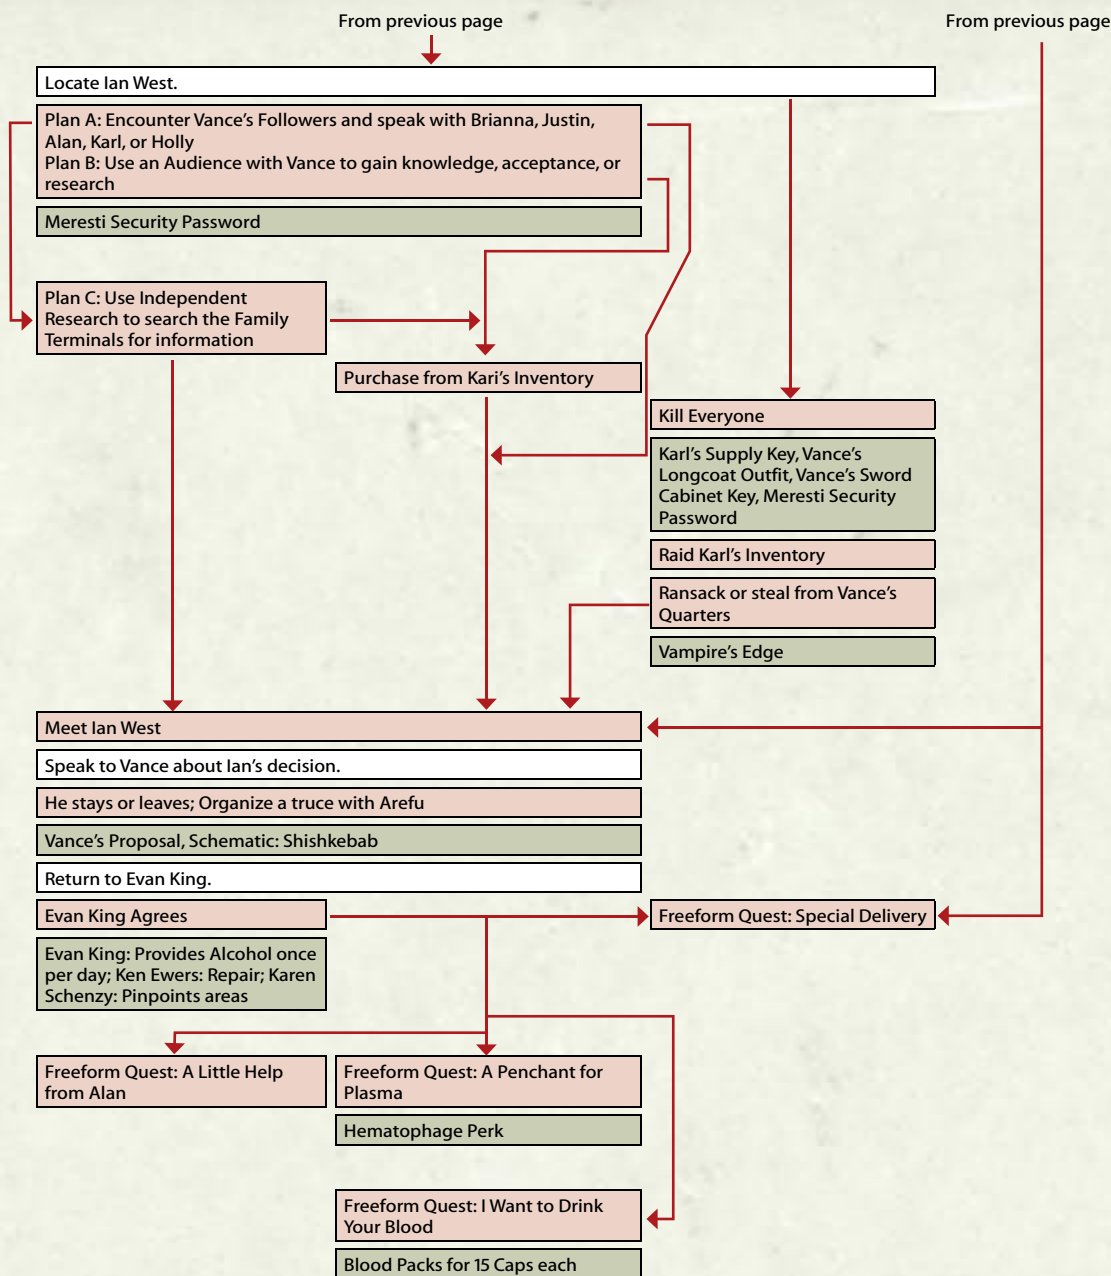 From previous page
From previous page
Locate Ian West.
Plan A: Encounter Vance's Followers and speak with Brianna, Justin,
Alan, Karl, or Holly
Plan B: Use an Audience with Vance to gain knowledge, acceptance, or
research
Meresti Security Password
Plan C: Use Independent
Research to search the Family
Terminals for information
Purchase from Kari's Inventory
Kill Everyone
Karl's Supply Key, Vance's
Longcoat Outfit, Vance's Sword
Cabinet Key, Meresti Security
Password
Raid Karl's Inventory
Ransack or steal from Vance's
Quarters
Vampire's Edge
Meet Ian West
Speak to Vance about Ian's decision.
He stays or leaves; Organize a truce with Arefu
Vance's Proposal, Schematic: Shishkebab
Return to Evan King.
Evan King Agrees
Freeform Quest: Special Delivery
Evan King: Provides Alcohol once
per day; Ken Ewers: Repair; Karen
Schenzy: Pinpoints areas
Freeform Quest: A Little Help
from Alan
Freeform Quest: A Penchant for
Plasma
Hematophage Perk
Freeform Quest: I Want to Drink
Your Blood
Blood Packs for 15 Caps each